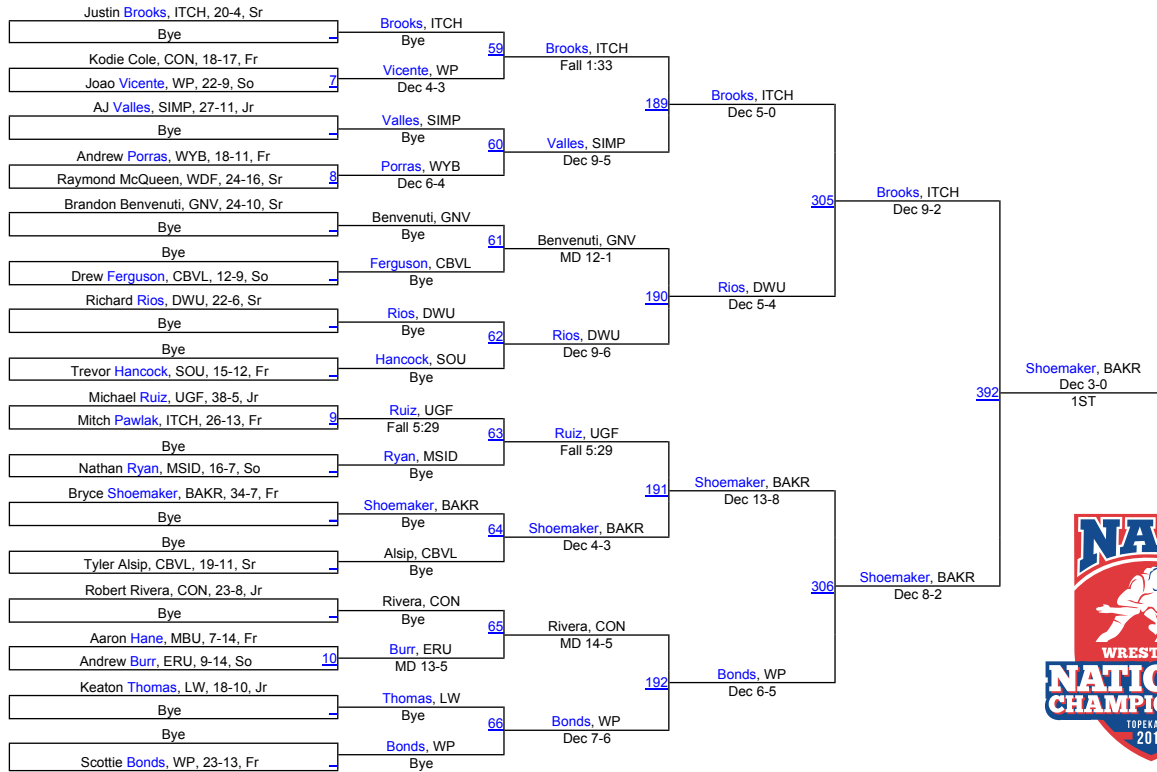 Justin Brooks, ITCH, 20-4, Sr
Bye
Kodie Cole, CON, 18-17, Fr
Joao Vicente, WP, 22-9, So
7
AJ Valles, SIMP, 27-11, Jr
Bye
Andrew Porras, WYB, 18-11, Fr
Raymond McQueen, WDF, 24-16, Sr
8
Brandon Benvenuti, GNV, 24-10, Sr
Bye
Bye
Drew Ferguson, CBVL, 12-9, So
Richard Rios, DWU, 22-6, Sr
Bye
Bye
Trevor Hancock, SOU, 15-12, Fr
Michael Ruiz, UGF, 38-5, Jr
Mitch Pawlak, ITCH, 26-13, Fr
9
Bye
Nathan Ryan, MSID, 16-7, So
Bryce Shoemaker, BAKR, 34-7, Fr
Bye
Bye
Tyler Alsip, CBVL, 19-11, Sr
Robert Rivera, CON, 23-8, Jr
Bye
Aaron Hane, MBU, 7-14, Fr
Andrew Burr, ERU, 9-14, So
10
Keaton Thomas, LW, 18-10, Jr
Bye
Bye
Scottie Bonds, WP, 23-13, Fr
Brooks, ITCH
Bye
59
Vicente, WP
Dec 4-3
Valles, SIMP
Bye
60
Porras, WYB
Dec 6-4
Benvenuti, GNV
Bye
61
Ferguson, CBVL
Bye
Rios, DWU
Bye
62
Hancock, SOU
Bye
Ruiz, UGF
Fall 5:29
63
Ryan, MSID
Bye
Shoemaker, BAKR
Bye
64
Alsip, CBVL
Bye
Rivera, CON
Bye
65
Burr, ERU
MD 13-5
Thomas, LW
Bye
66
Bonds, WP
Bye
Brooks, ITCH
Fall 1:33
189
Valles, SIMP
Dec 9-5
Benvenuti, GNV
MD 12-1
190
Rios, DWU
Dec 9-6
Ruiz, UGF
Fall 5:29
191
Shoemaker, BAKR
Dec 4-3
Rivera, CON
MD 14-5
192
Bonds, WP
Dec 7-6
Brooks, ITCH
Dec 5-0
305
Rios, DWU
Dec 5-4
Shoemaker, BAKR
Dec 13-8
306
Bonds, WP
Dec 6-5
Brooks, ITCH
Dec 9-2
392
Shoemaker, BAKR
Dec 8-2
Shoemaker, BAKR
Dec 3-0
1ST